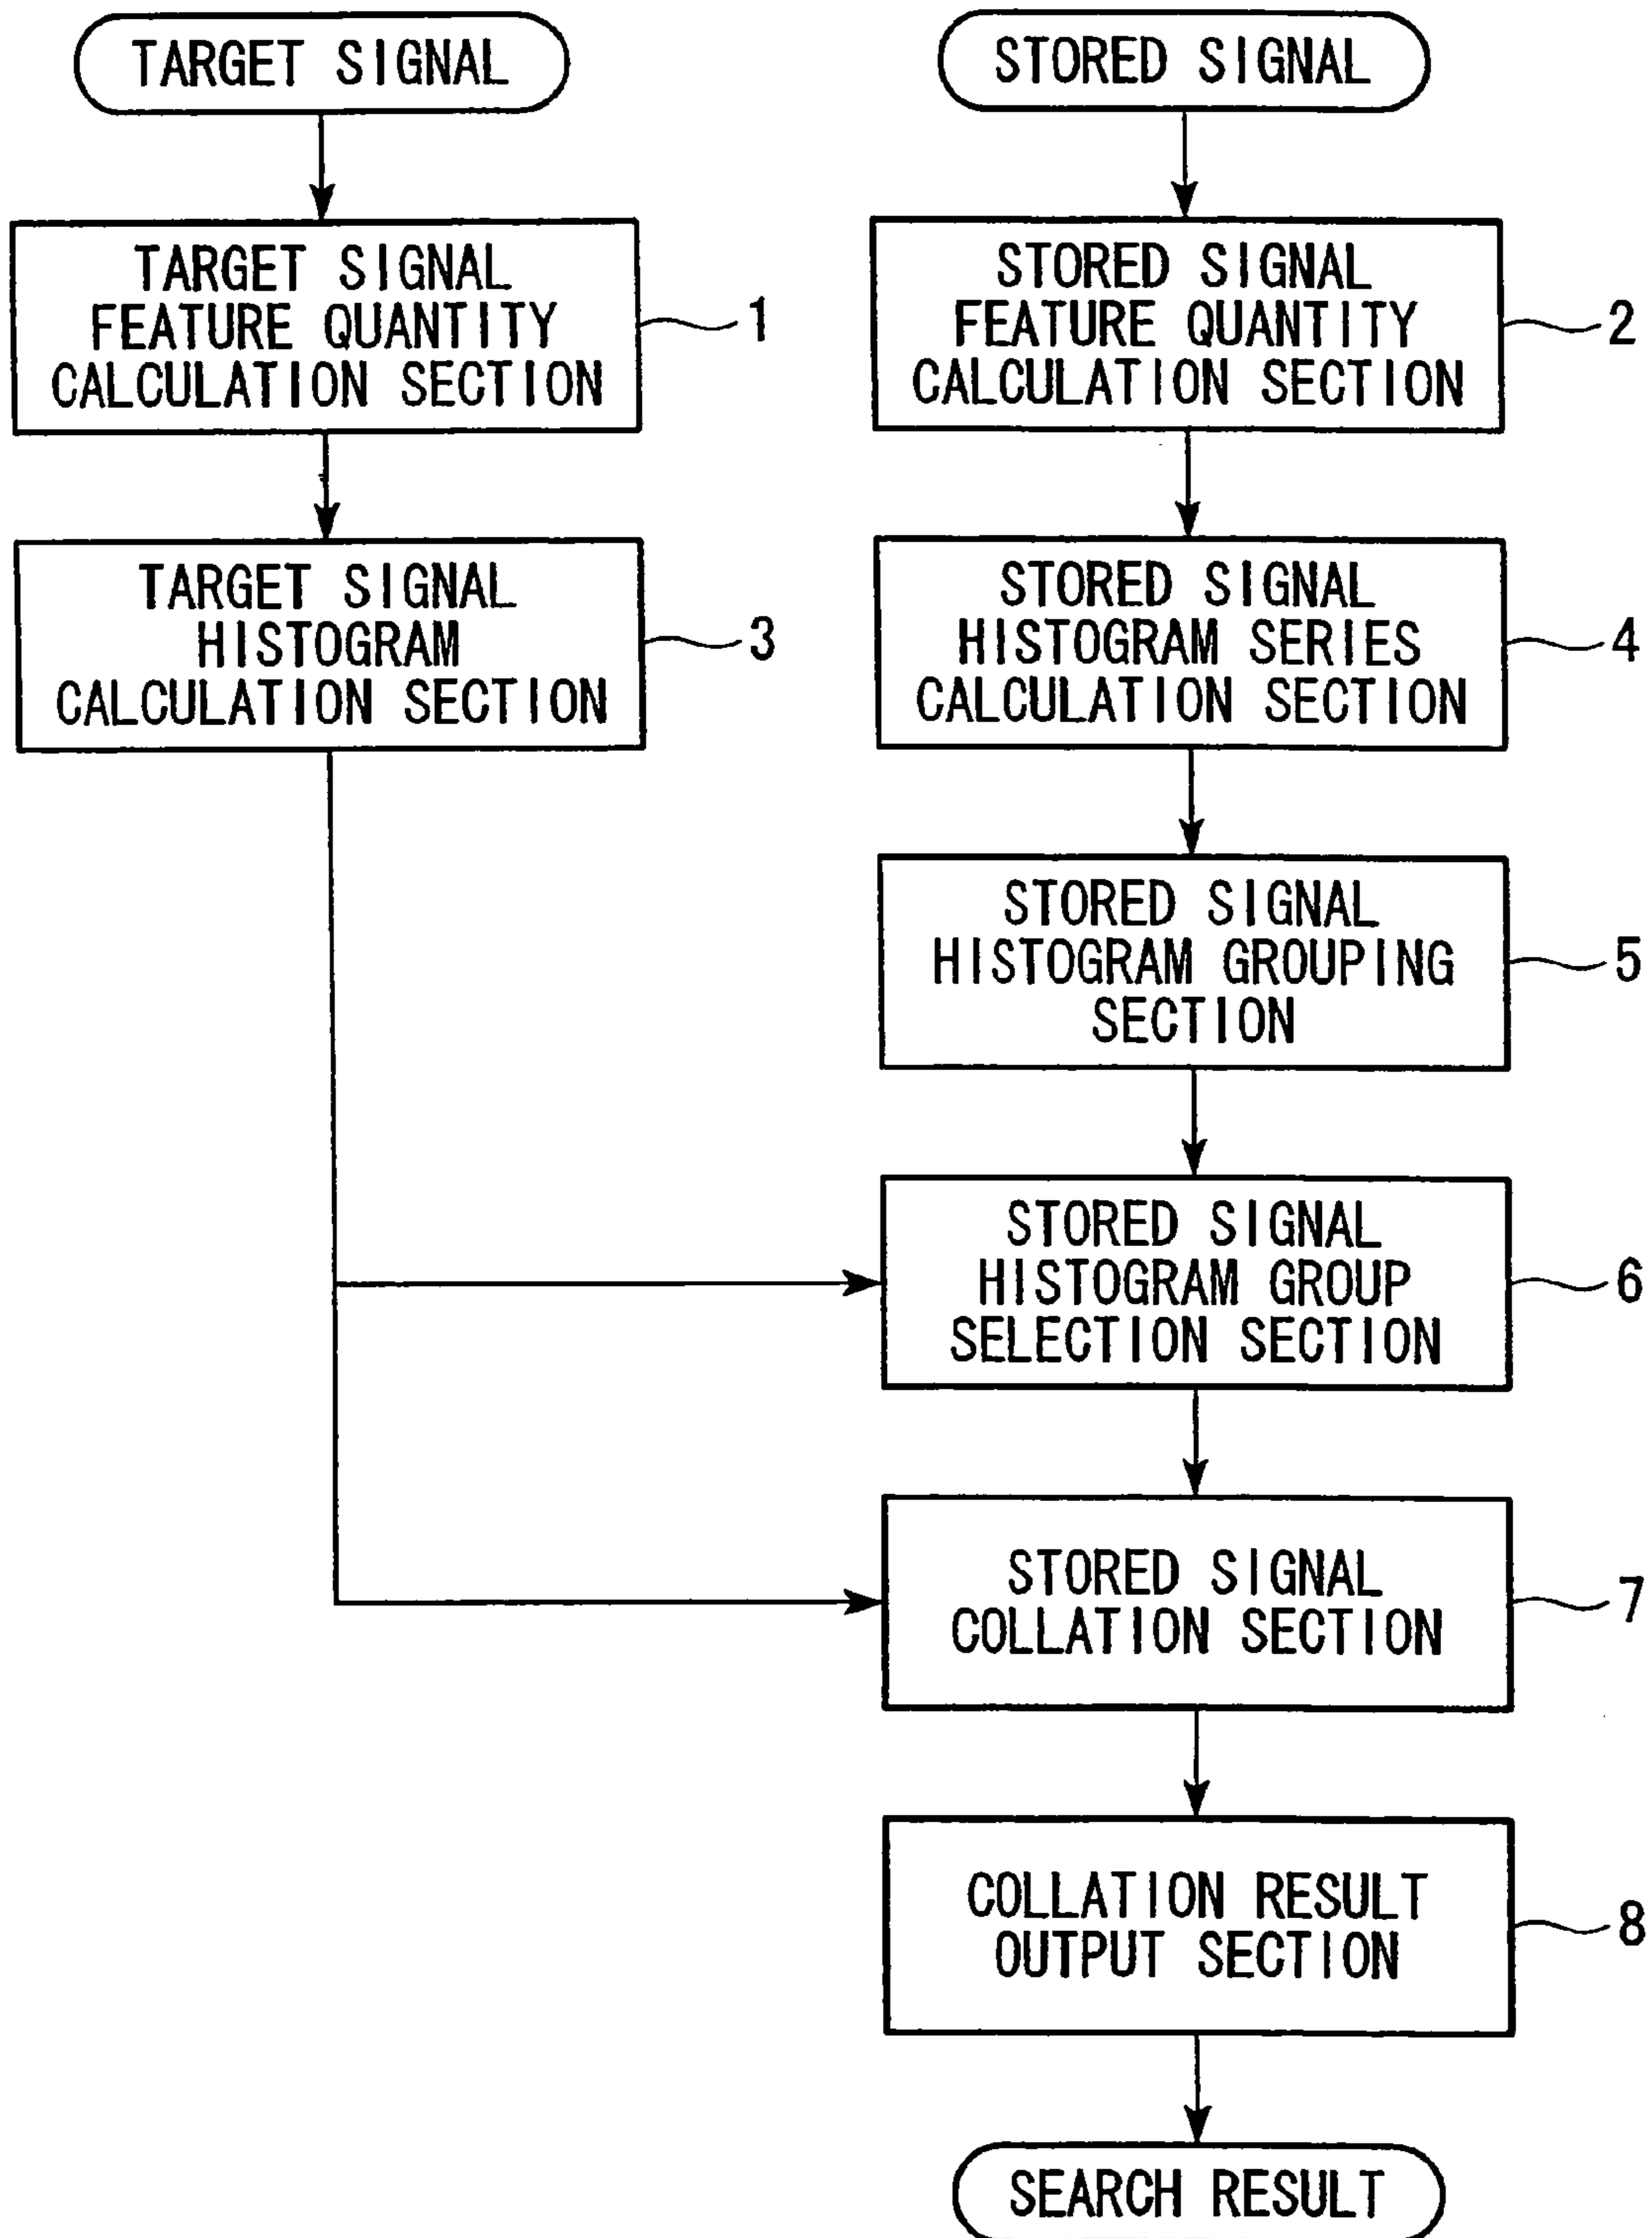 TARGET SIGNAL
STORED SIGNAL
TARGET SIGNAL
FEATURE QUANTITY
CALCULATION SECTION
1
STORED SIGNAL
FEATURE QUANTITY
CALCULATION SECTION
2
TARGET SIGNAL
HISTOGRAM
CALCULATION SECTION
3
STORED SIGNAL
HISTOGRAM SERIES
CALCULATION SECTION
4
STORED SIGNAL
HISTOGRAM GROUPING
SECTION
5
STORED SIGNAL
HISTOGRAM GROUP
SELECTION SECTION
6
STORED SIGNAL
COLLATION SECTION
7
COLLATION RESULT
OUTPUT SECTION
8
SEARCH RESULT